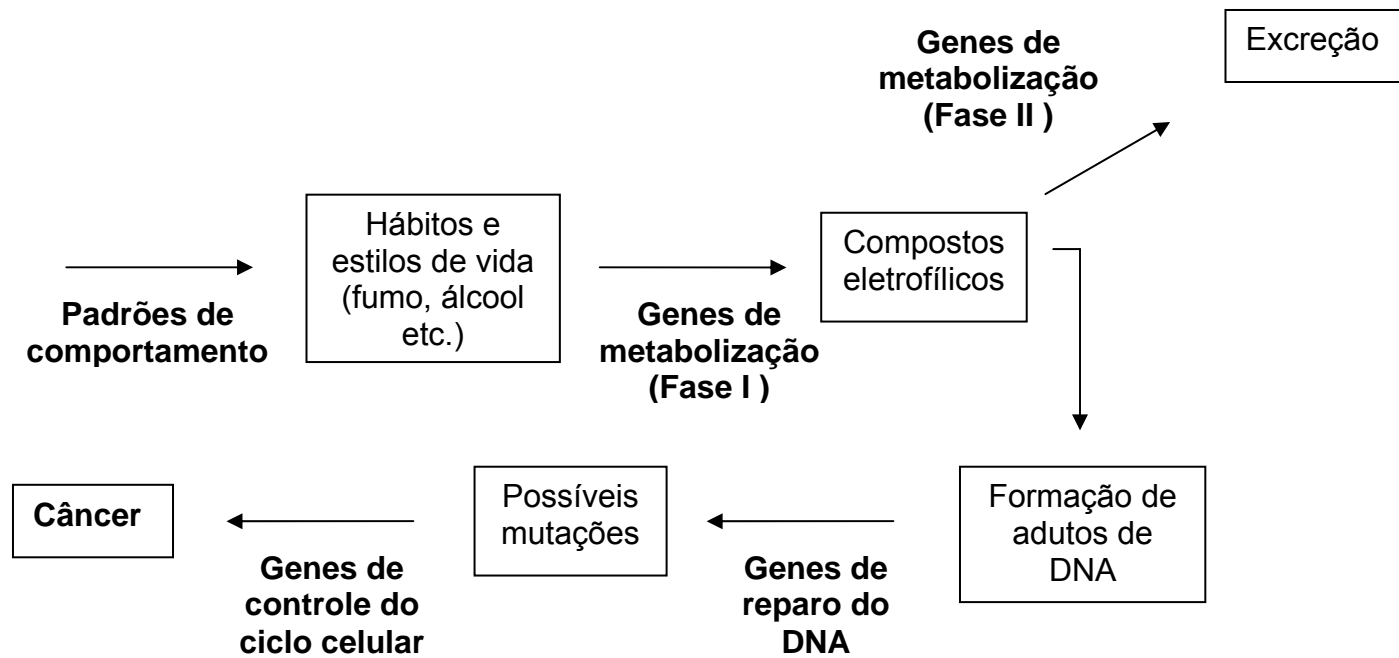 Genes de
metabolização
(Fase II )
Excreção
Padrões de
comportamento
Hábitos e
estilos de vida
(fumo, álcool
etc.)
Genes de
metabolização
(Fase I )
Compostos
eletrofílicos
Câncer
Genes de
controle do
ciclo celular
Possíveis
mutações
Genes de
reparo do
DNA
Formação de
adutos de
DNA